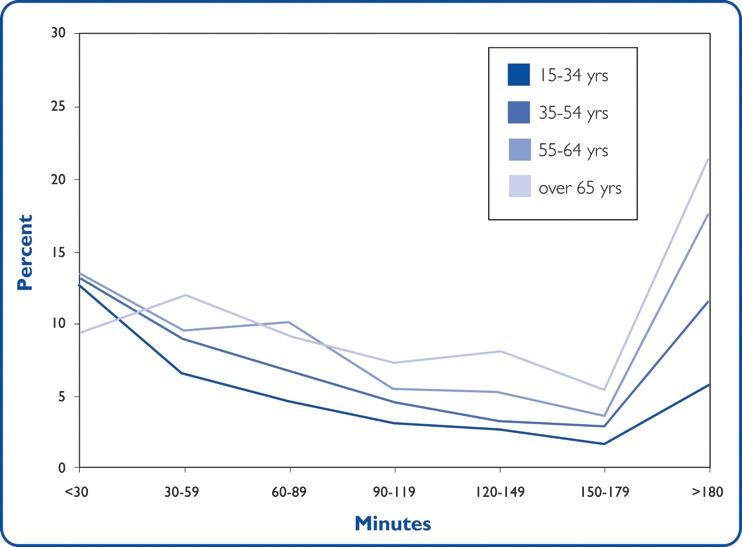 30
25
20
15
10
5
0
Percent
15-34 yrs
35-54 yrs
55-64 yrs
over 65 yrs
<30 30-59 60-89 90-119 120-149 150-179 >180
Minutes